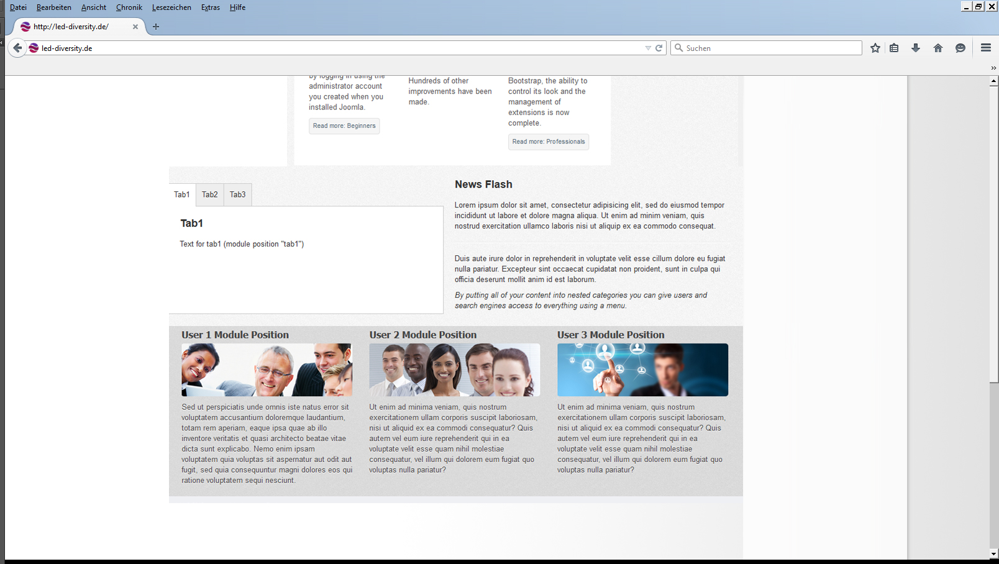 Datei Bearbeiten Ansicht Chronik Lesezeichen Extras Hilfe
http://led-diversity.de/
led-diversity.de
Suchen
by logging in using the
administrator account
you created when you
installed Joomla.
Read more: Beginners
Hundreds of other
improvements have been
made.
Bootstrap, the ability to
control its look and the
management of
extensions is now
complete.
Read more: Professionals
Tab1 Tab2 Tab3
Tab1
Text for tab1 (module position "tab1")
News Flash
Lorem ipsum dolor sit amet, consectetur adipisicing elit, sed do eiusmod tempor
incididunt ut labore et dolore magna aliqua. Ut enim ad minim veniam, quis
nostrud exercitation ullamco laboris nisi ut aliquip ex ea commodo consequat.
Duis aute irure dolor in reprehenderit in voluptate velit esse cillum dolore eu fugiat
nulla pariatur. Excepteur sint occaecat cupidatat non proident, sunt in culpa qui
officia deserunt mollit anim id est laborum.
By putting all of your content into nested categories you can give users and
search engines access to everything using a menu.
User 1 Module Position
Sed ut perspiciatis unde omnis iste natus error sit
voluptatem accusantium doloremque laudantium,
totam rem aperiam, eaque ipsa quae ab illo
inventore veritatis et quasi architecto beatae vitae
dicta sunt explicabo. Nemo enim ipsam
voluptatem quia voluptas sit aspernatur aut odit aut
fugit, sed quia consequuntur magni dolores eos qui
ratione voluptatem sequi nesciunt.
User 2 Module Position
Ut enim ad minima veniam, quis nostrum
exercitationem ullam corporis suscipit laboriosam,
nisi ut aliquid ex ea commodi consequatur? Quis
autem vel eum iure reprehenderit qui in ea
voluptate velit esse quam nihil molestiae
consequatur, vel illum qui dolorem eum fugiat quo
voluptas nulla pariatur?
User 3 Module Position
Ut enim ad minima veniam, quis nostrum
exercitationem ullam corporis suscipit laboriosam,
nisi ut aliquid ex ea commodi consequatur? Quis
autem vel eum iure reprehenderit qui in ea
voluptate velit esse quam nihil molestiae
consequatur, vel illum qui dolorem eum fugiat quo
voluptas nulla pariatur?